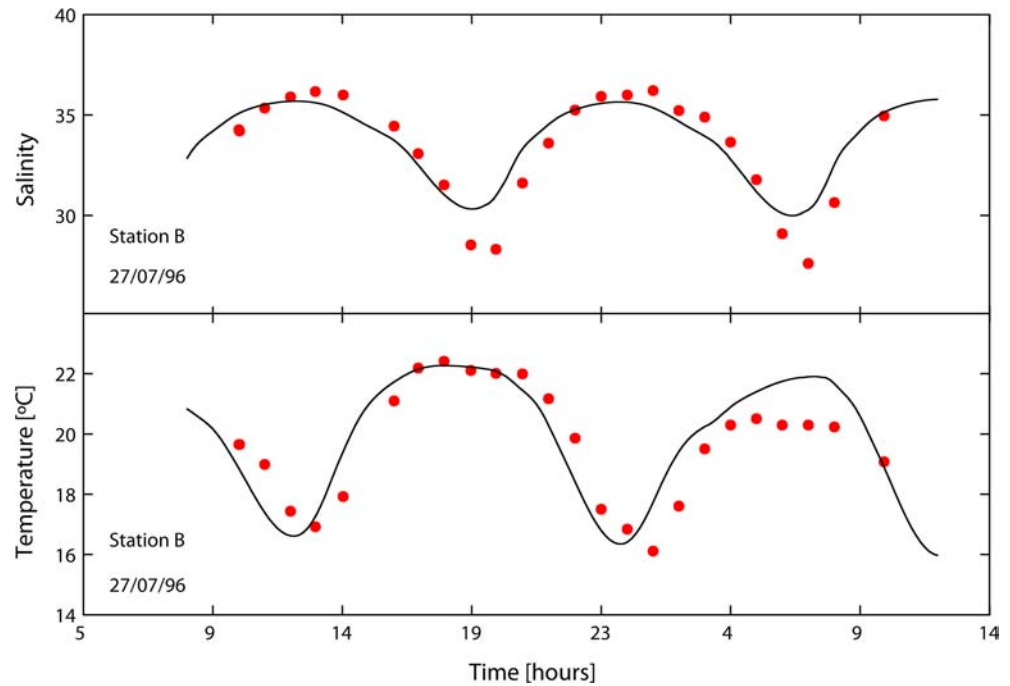 40
35
30
Salinity
Station B
27/07/96
22
20
18
16
14
Temperature [ºC]
Station B
27/07/96
5 9 14 19 23 4 9 14
Time [hours]